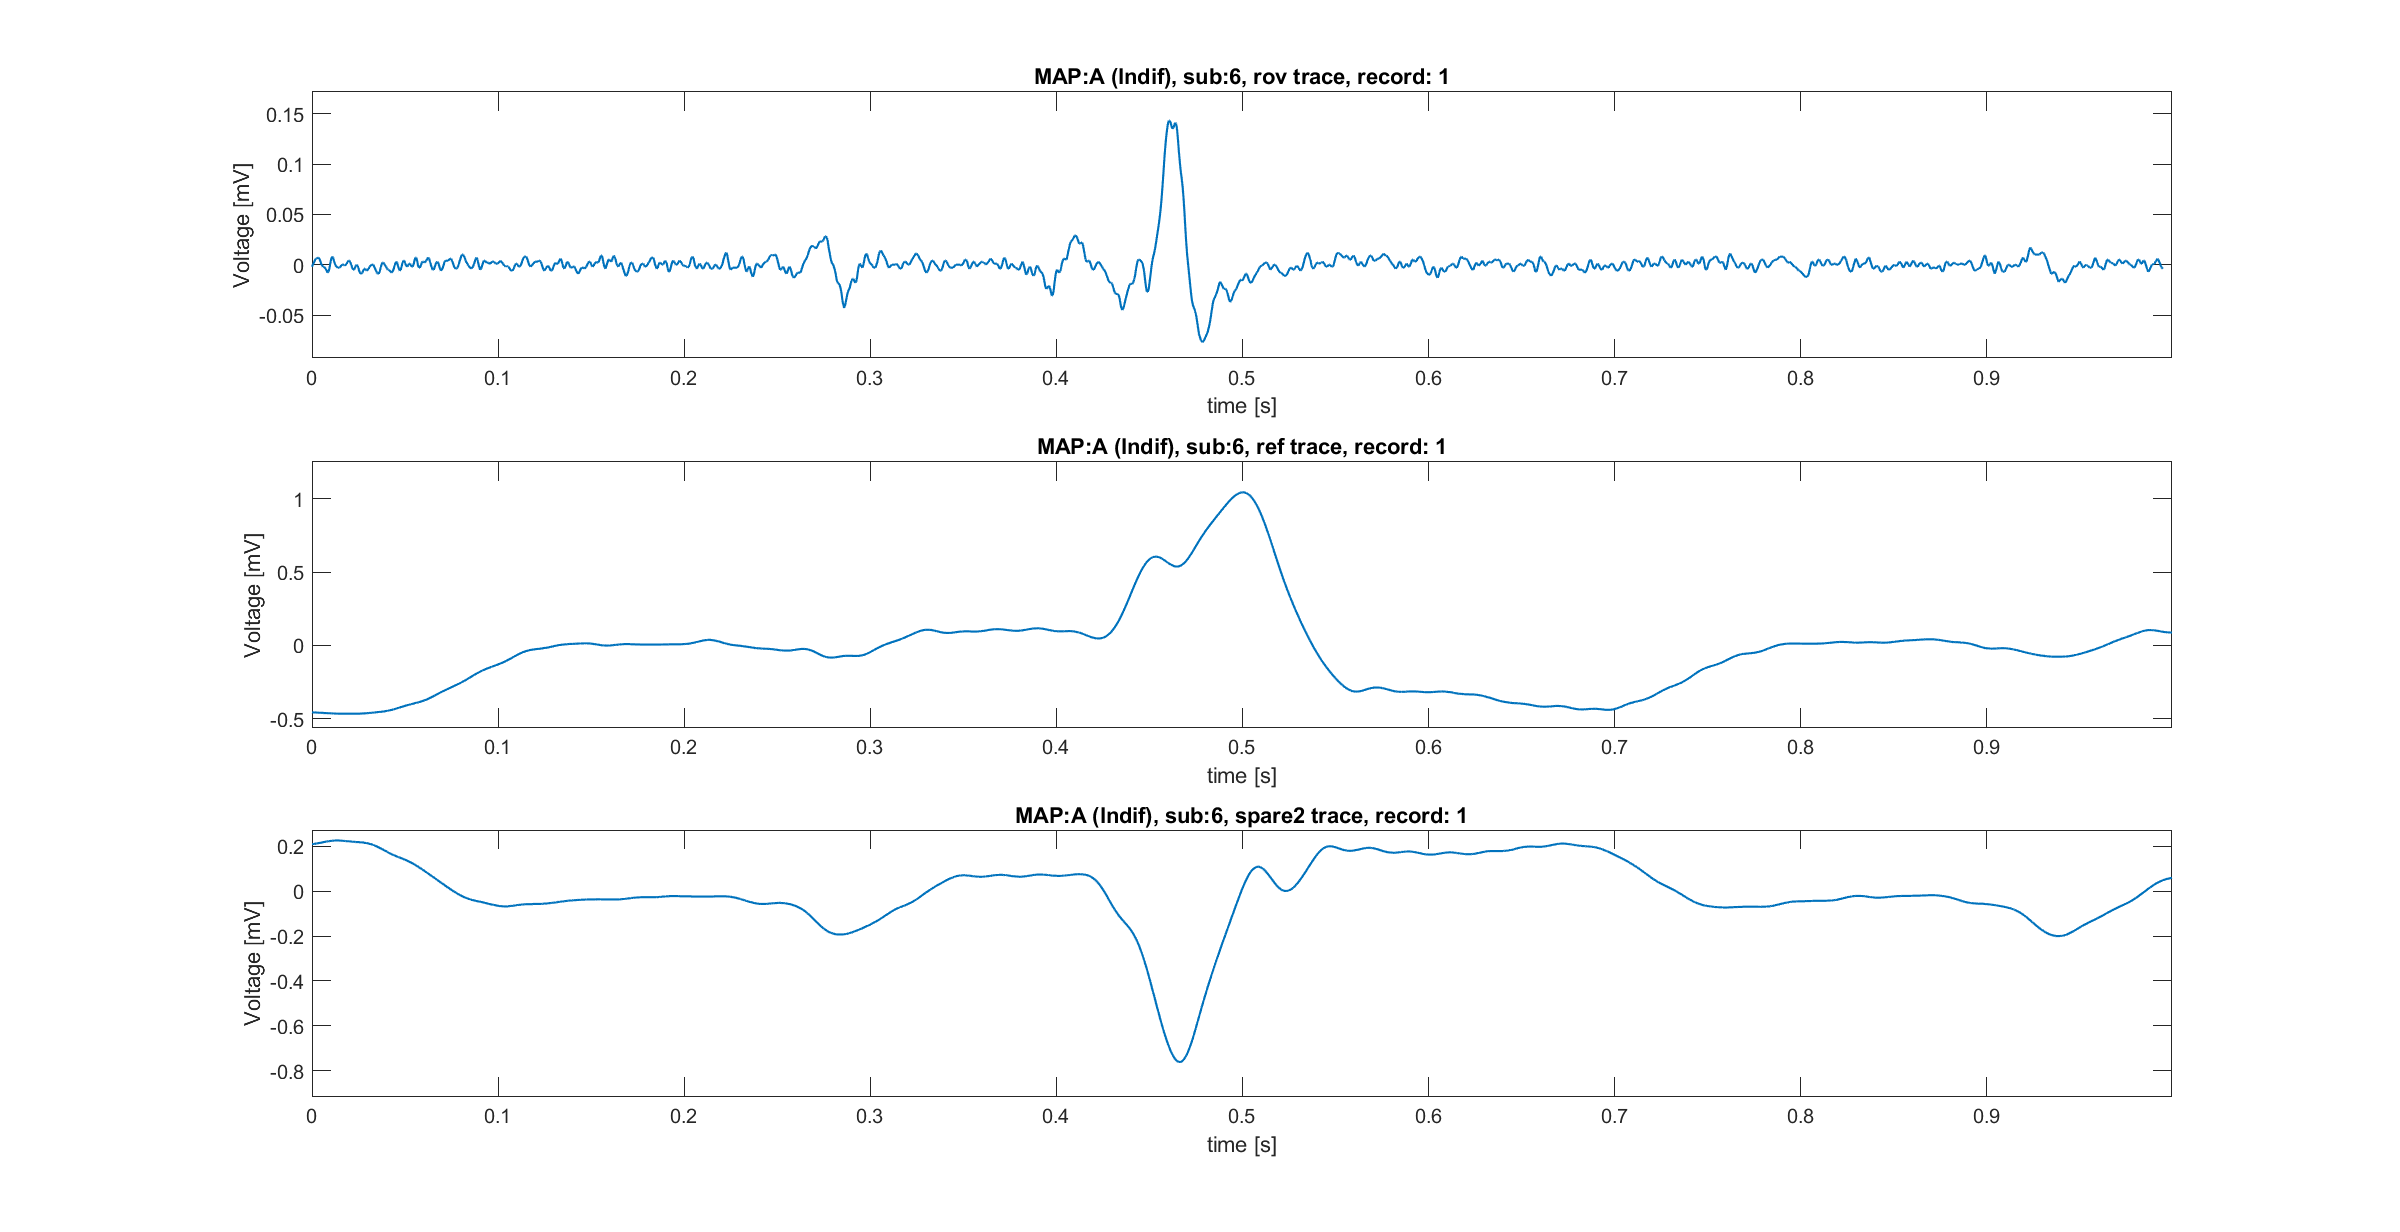 MAP:A (Indif), sub:6, rov trace, record: 1
Voltage [mV]
0.15
0.1
0.05
0
-0.05
0 0.1 0.2 0.3 0.4 0.5 0.6 0.7 0.8 0.9
time [s]
MAP:A (Indif), sub:6, ref trace, record: 1
Voltage [mV]
1
0.5
0
-0.5
0 0.1 0.2 0.3 0.4 0.5 0.6 0.7 0.8 0.9
time [s]
MAP:A (Indif), sub:6, spare2 trace, record: 1
Voltage [mV]
0.2
0
-0.2
-0.4
-0.6
-0.8
0 0.1 0.2 0.3 0.4 0.5 0.6 0.7 0.8 0.9
time [s]